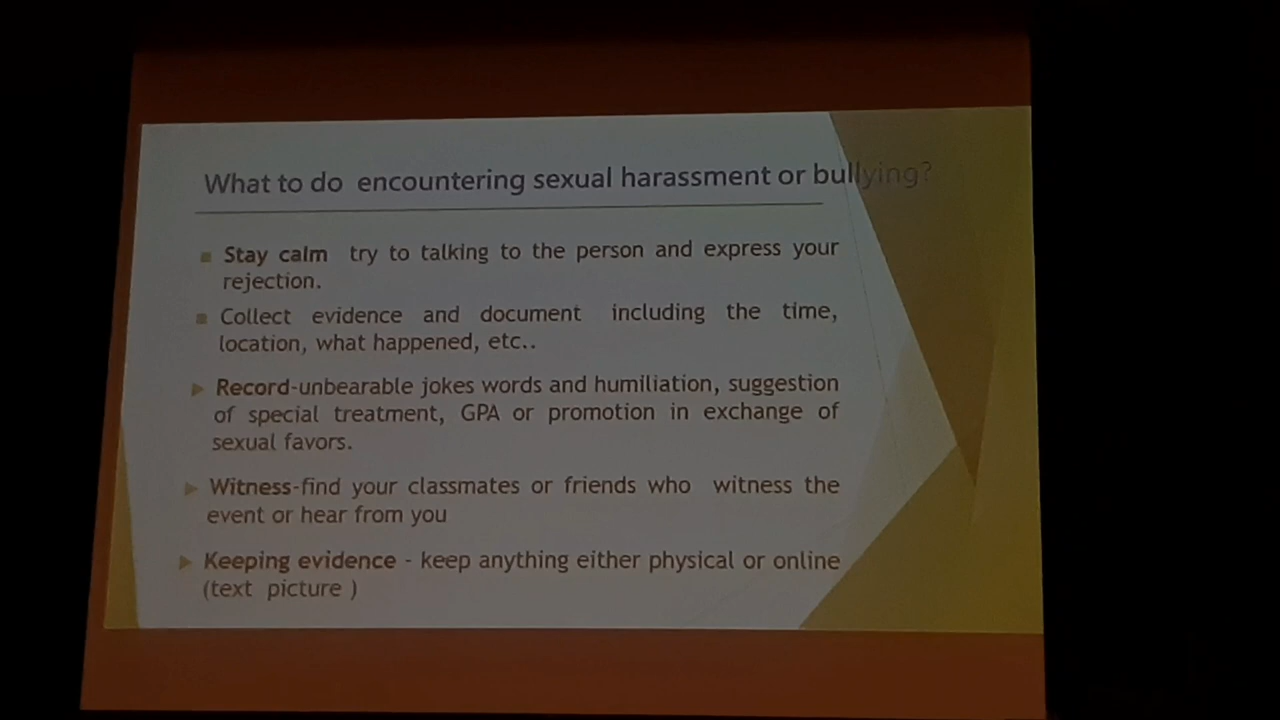 What to do encountering sexual harassment or bullying?
Stay calm try to talking to the person and express your
rejection.
Collect evidence and document including the time,
location, what happened, etc..
Record-unbearable jokes words and humiliation, suggestion
of special treatment, GPA or promotion in exchange of
sexual favors.
Witness-find your classmates or friends who witness the
event or hear from you
Keeping evidence - keep anything either physical or online
(text picture )